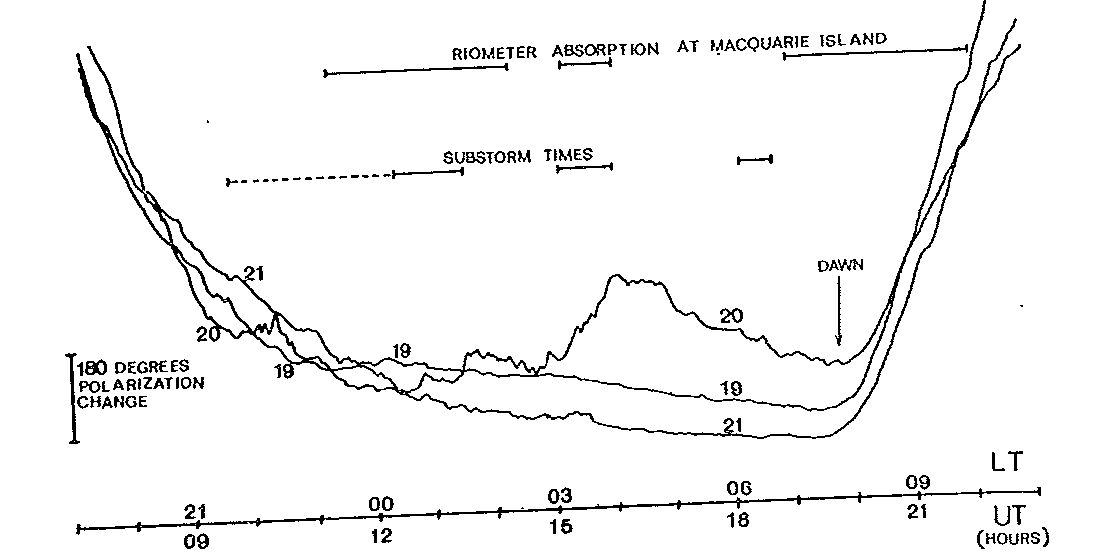 RIOMETER ABSORPTION AT MACQUARIE ISLAND
SUBSTORM TIMES
21
DAWN
20
20
19
19
19
21
180 DEGREES
POLARIZATION
CHANGE
LT
21 00 03 06 09
09 12 15 18 21
UT
(HOURS)